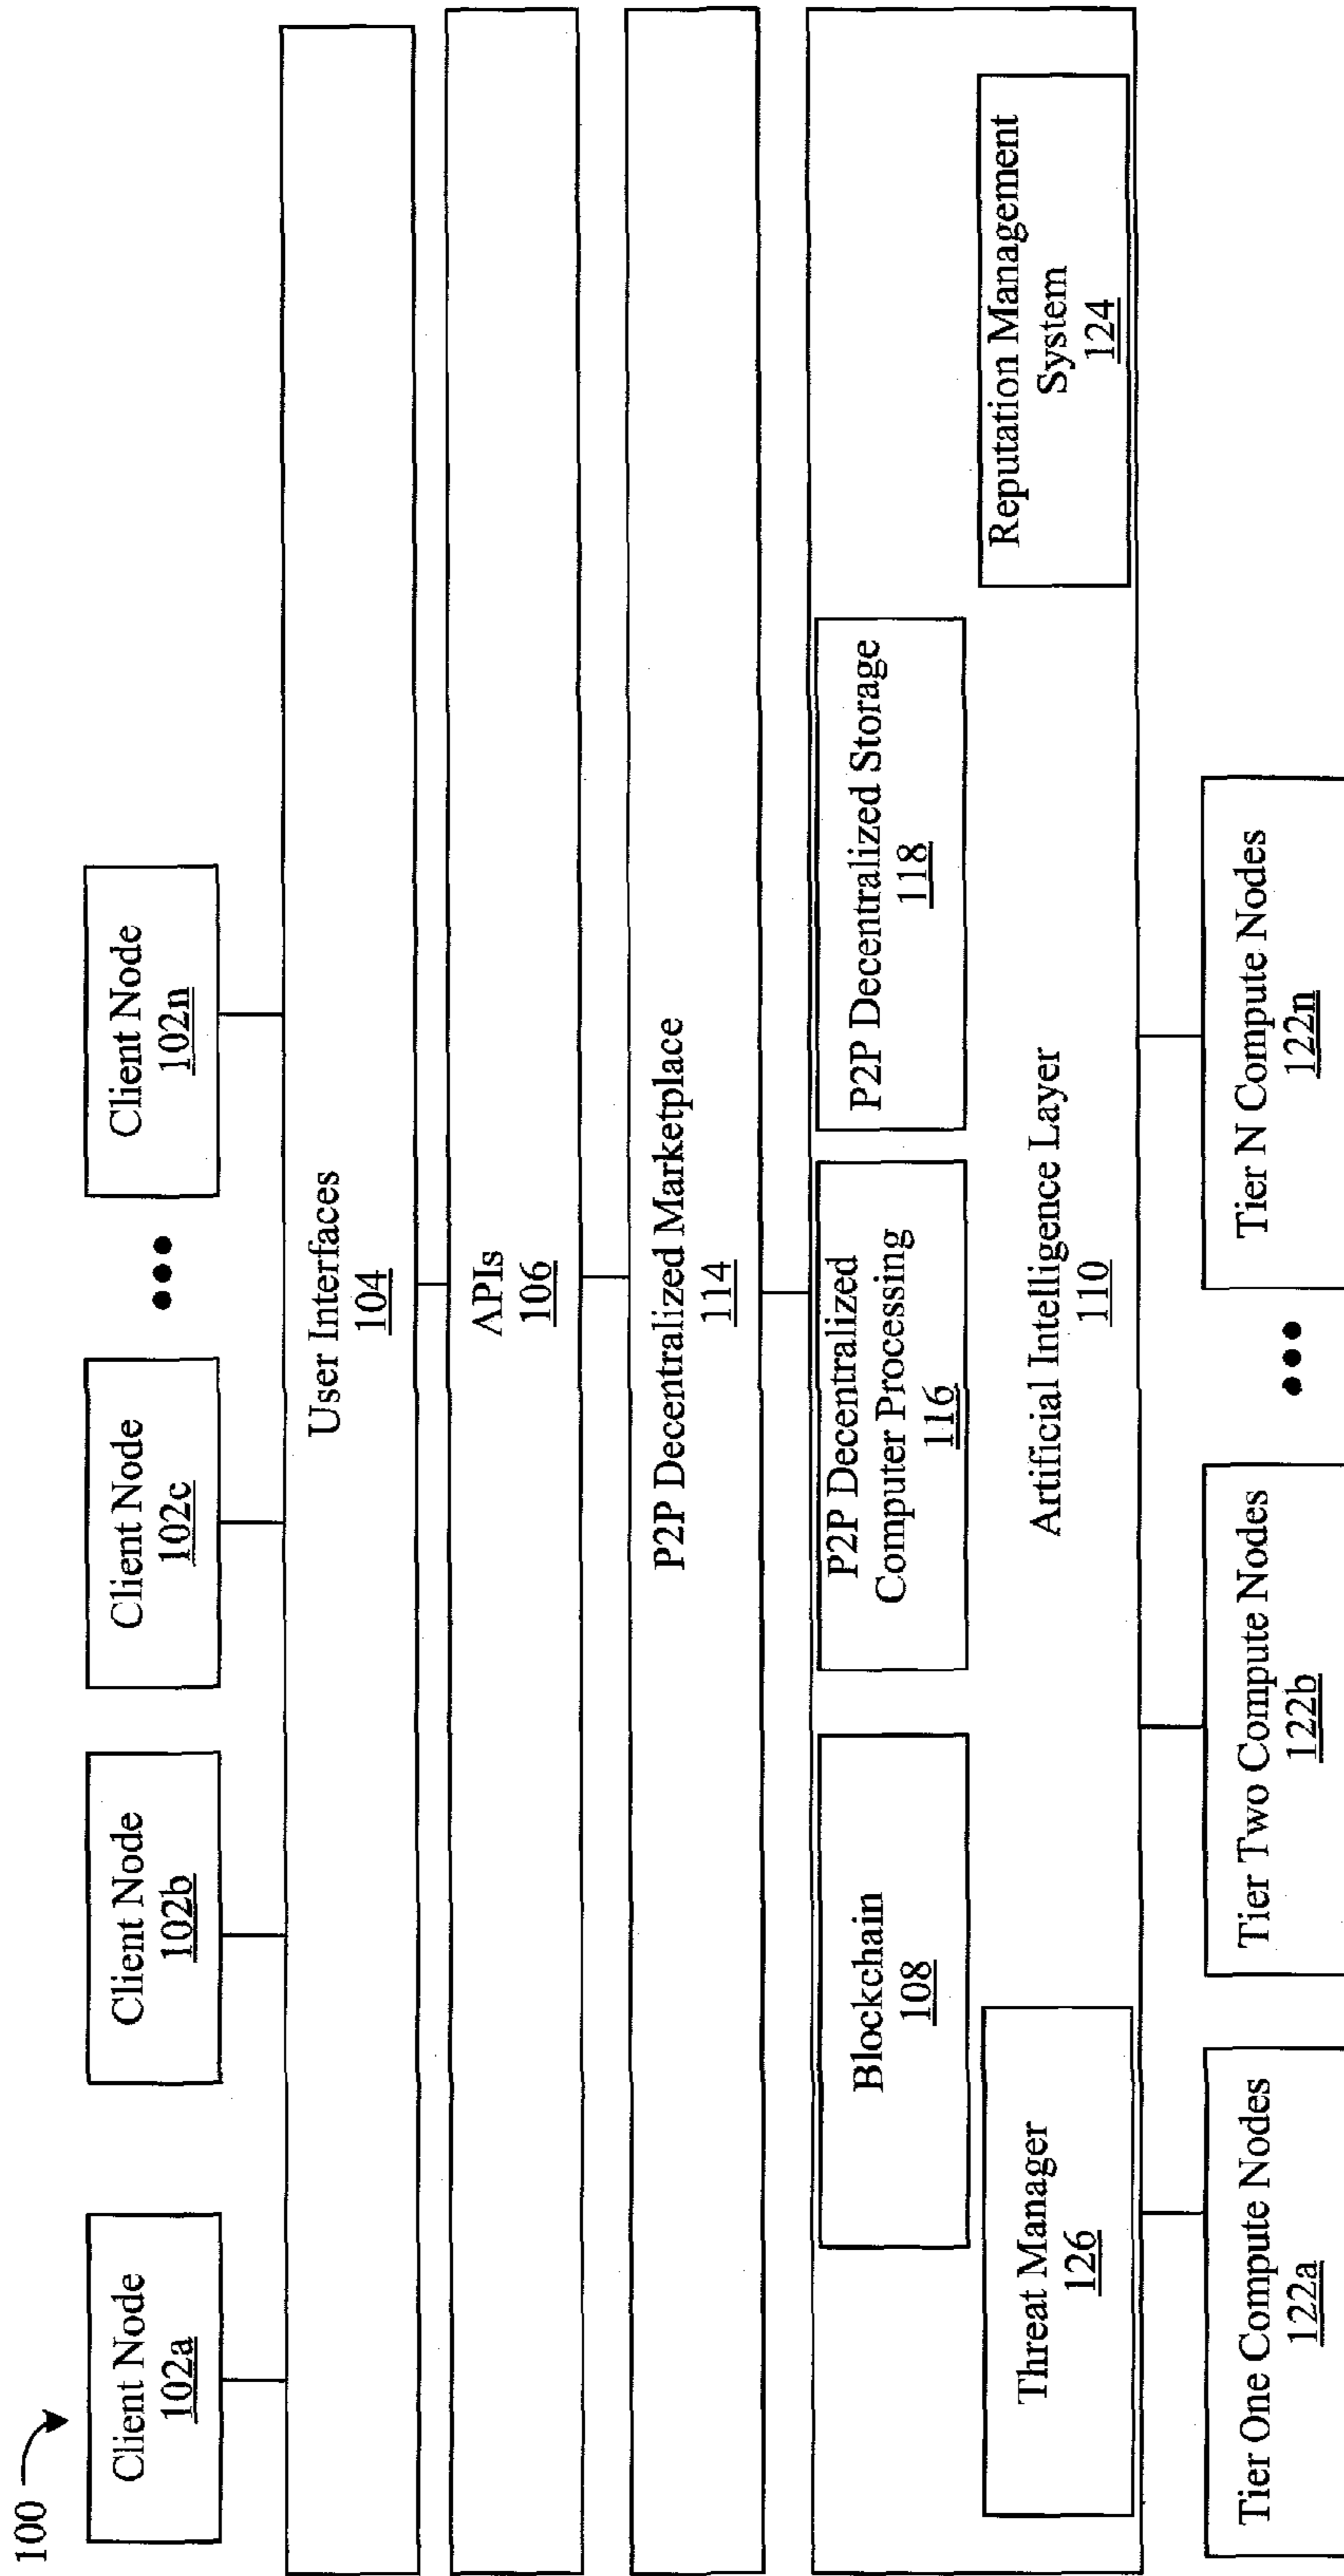 100
Client Node
102a
Client Node
102b
Client Node
102c
Client Node
102n
User Interfaces
104
APIs
106
P2P Decentralized Marketplace
114
Blockchain
108
P2P Decentralized
Computer Processing
116
P2P Decentralized Storage
118
Threat Manager
126
Artificial Intelligence Layer
110
Reputation Management
System
124
Tier One Compute Nodes
122a
Tier Two Compute Nodes
122b
Tier N Compute Nodes
122n